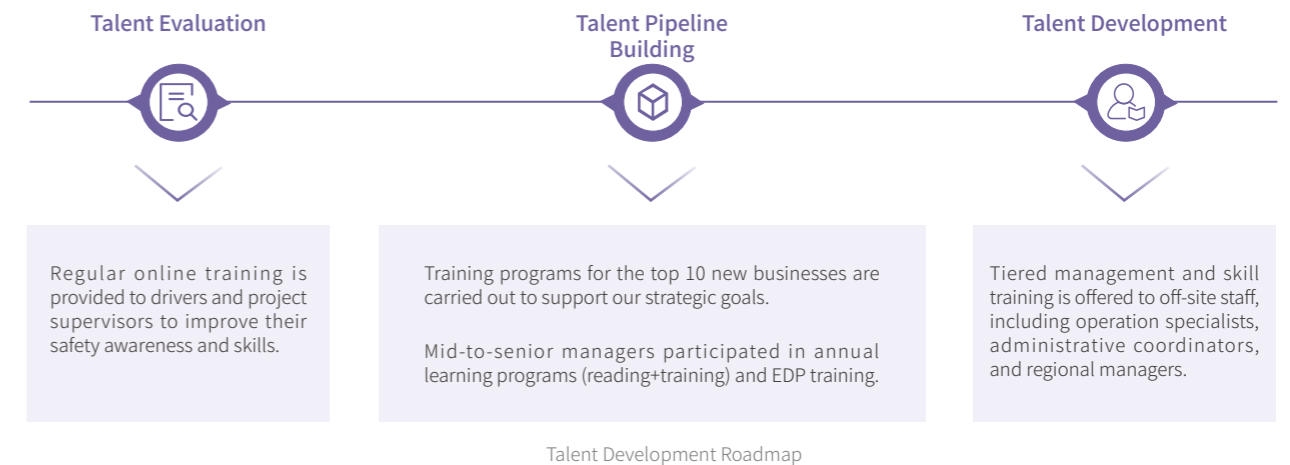 Talent Evaluation
Talent Pipeline
Building
Talent Development
Regular online training is
provided to drivers and project
supervisors to improve their
safety awareness and skills.
Training programs for the top 10 new businesses are
carried out to support our strategic goals.
Mid-to-senior managers participated in annual
learning programs (reading+training) and EDP training.
Tiered management and skill
training is offered to off-site staff,
including operation specialists,
administrative coordinators,
and regional managers.
Talent Development Roadmap